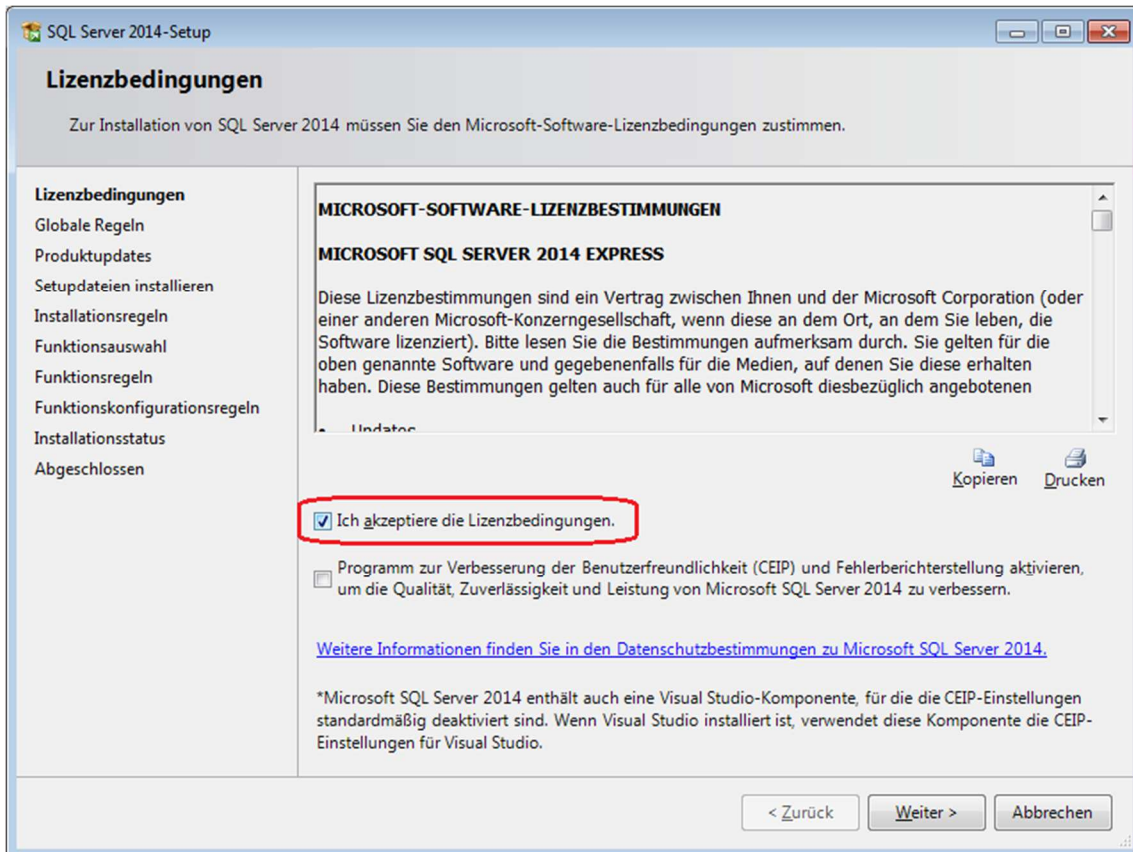 SQL Server 2014-Setup
Lizenzbedingungen
Zur Installation von SQL Server 2014 müssen Sie den Microsoft-Software-Lizenzbedingungen zustimmen.
Lizenzbedingungen
Globale Regeln
Produktupdates
Setupdateien installieren
Installationsregeln
Funktionsauswahl
Funktionsregeln
Funktionskonfigurationsregeln
Installationsstatus
Abgeschlossen
MICROSOFT-SOFTWARE-LIZENZBESTIMMUNGEN
MICROSOFT SQL SERVER 2014 EXPRESS
Diese Lizenzbestimmungen sind ein Vertrag zwischen Ihnen und der Microsoft Corporation (oder
einer anderen Microsoft-Konzerngesellschaft, wenn diese an dem Ort, an dem Sie leben, die
Software lizenziert). Bitte lesen Sie die Bestimmungen aufmerksam durch. Sie gelten für die
oben genannte Software und gegebenenfalls für die Medien, auf denen Sie diese erhalten
haben. Diese Bestimmungen gelten auch für alle von Microsoft diesbezüglich angebotenen
• Updates
Kopieren
Drucken
Ich akzeptiere die Lizenzbedingungen.
Programm zur Verbesserung der Benutzerfreundlichkeit (CEIP) und Fehlerberichterstellung aktivieren,
um die Qualität, Zuverlässigkeit und Leistung von Microsoft SQL Server 2014 zu verbessern.
Weitere Informationen finden Sie in den Datenschutzbestimmungen zu Microsoft SQL Server 2014.
*Microsoft SQL Server 2014 enthält auch eine Visual Studio-Komponente, für die die CEIP-Einstellungen
standardmäßig deaktiviert sind. Wenn Visual Studio installiert ist, verwendet diese Komponente die CEIP-
Einstellungen für Visual Studio.
< Zurück
Weiter >
Abbrechen